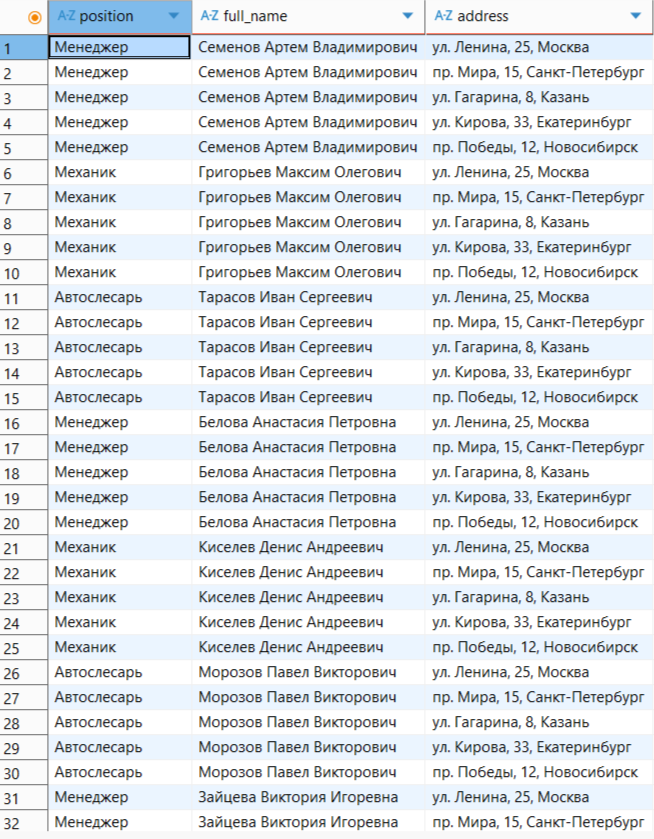 A-Z position A-Z full_name A-Z address
1 Менеджер Семенов Артем Владимирович ул. Ленина, 25, Москва
2 Менеджер Семенов Артем Владимирович пр. Мира, 15, Санкт-Петербург
3 Менеджер Семенов Артем Владимирович ул. Гагарина, 8, Казань
4 Менеджер Семенов Артем Владимирович ул. Кирова, 33, Екатеринбург
5 Менеджер Семенов Артем Владимирович пр. Победы, 12, Новосибирск
6 Механик Григорьев Максим Олегович ул. Ленина, 25, Москва
7 Механик Григорьев Максим Олегович пр. Мира, 15, Санкт-Петербург
8 Механик Григорьев Максим Олегович ул. Гагарина, 8, Казань
9 Механик Григорьев Максим Олегович ул. Кирова, 33, Екатеринбург
10 Механик Григорьев Максим Олегович пр. Победы, 12, Новосибирск
11 Автослесарь Тарасов Иван Сергеевич ул. Ленина, 25, Москва
12 Автослесарь Тарасов Иван Сергеевич пр. Мира, 15, Санкт-Петербург
13 Автослесарь Тарасов Иван Сергеевич ул. Гагарина, 8, Казань
14 Автослесарь Тарасов Иван Сергеевич ул. Кирова, 33, Екатеринбург
15 Автослесарь Тарасов Иван Сергеевич пр. Победы, 12, Новосибирск
16 Менеджер Белова Анастасия Петровна ул. Ленина, 25, Москва
17 Менеджер Белова Анастасия Петровна пр. Мира, 15, Санкт-Петербург
18 Менеджер Белова Анастасия Петровна ул. Гагарина, 8, Казань
19 Менеджер Белова Анастасия Петровна ул. Кирова, 33, Екатеринбург
20 Менеджер Белова Анастасия Петровна пр. Победы, 12, Новосибирск
21 Механик Киселев Денис Андреевич ул. Ленина, 25, Москва
22 Механик Киселев Денис Андреевич пр. Мира, 15, Санкт-Петербург
23 Механик Киселев Денис Андреевич ул. Гагарина, 8, Казань
24 Механик Киселев Денис Андреевич ул. Кирова, 33, Екатеринбург
25 Механик Киселев Денис Андреевич пр. Победы, 12, Новосибирск
26 Автослесарь Морозов Павел Викторович ул. Ленина, 25, Москва
27 Автослесарь Морозов Павел Викторович пр. Мира, 15, Санкт-Петербург
28 Автослесарь Морозов Павел Викторович ул. Гагарина, 8, Казань
29 Автослесарь Морозов Павел Викторович ул. Кирова, 33, Екатеринбург
30 Автослесарь Морозов Павел Викторович пр. Победы, 12, Новосибирск
31 Менеджер Зайцева Виктория Игоревна ул. Ленина, 25, Москва
32 Менеджер Зайцева Виктория Игоревна пр. Мира, 15, Санкт-Петербург